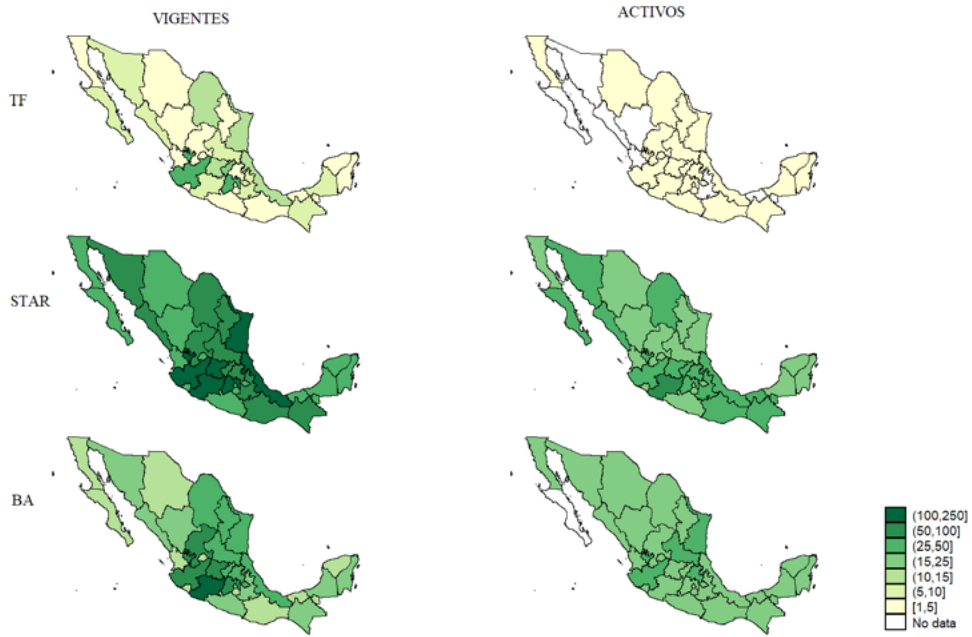 VIGENTES
ACTIVOS
TF
STAR
BA
(100,250]
(50,100]
(25,50]
(15,25]
(10,15]
(5,10]
[1,5]
No data